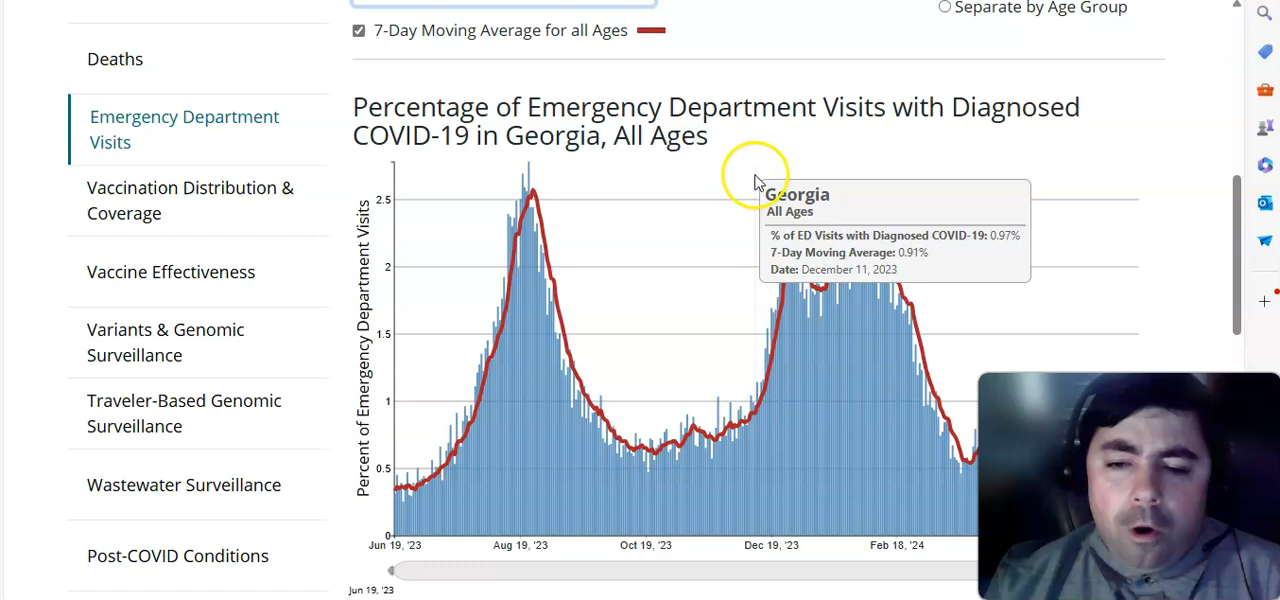 Separate by Age Group
7-Day Moving Average for all Ages
Deaths
Emergency Department
Visits
Vaccination Distribution &
Coverage
Vaccine Effectiveness
Variants & Genomic
Surveillance
Traveler-Based Genomic
Surveillance
Wastewater Surveillance
Post-COVID Conditions
Percentage of Emergency Department Visits with Diagnosed
COVID-19 in Georgia, All Ages
Georgia
All Ages
% of ED Visits with Diagnosed COVID-19: 0.97%
7-Day Moving Average: 0.91%
Date: December 11, 2023
Percent of Emergency Department Visits
2.5
2
1.5
1
0.5
0
Jun 19, '23
Aug 19, '23
Oct 19, '23
Dec 19, '23
Feb 18, '24
Jun 19, '23